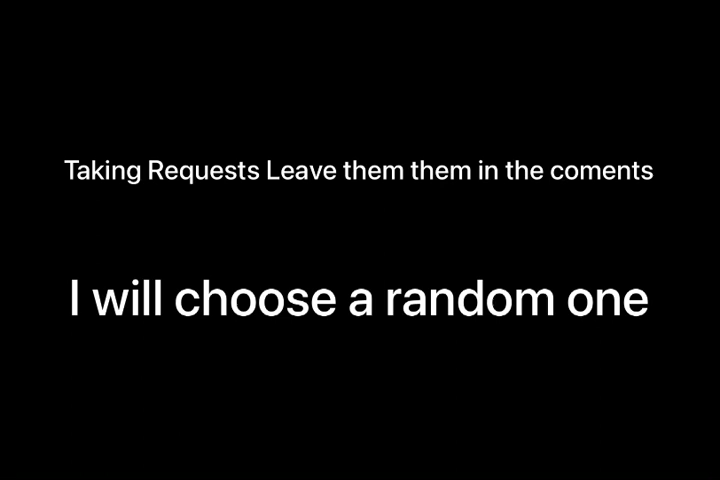 Taking Requests Leave them them in the coments
I will choose a random one